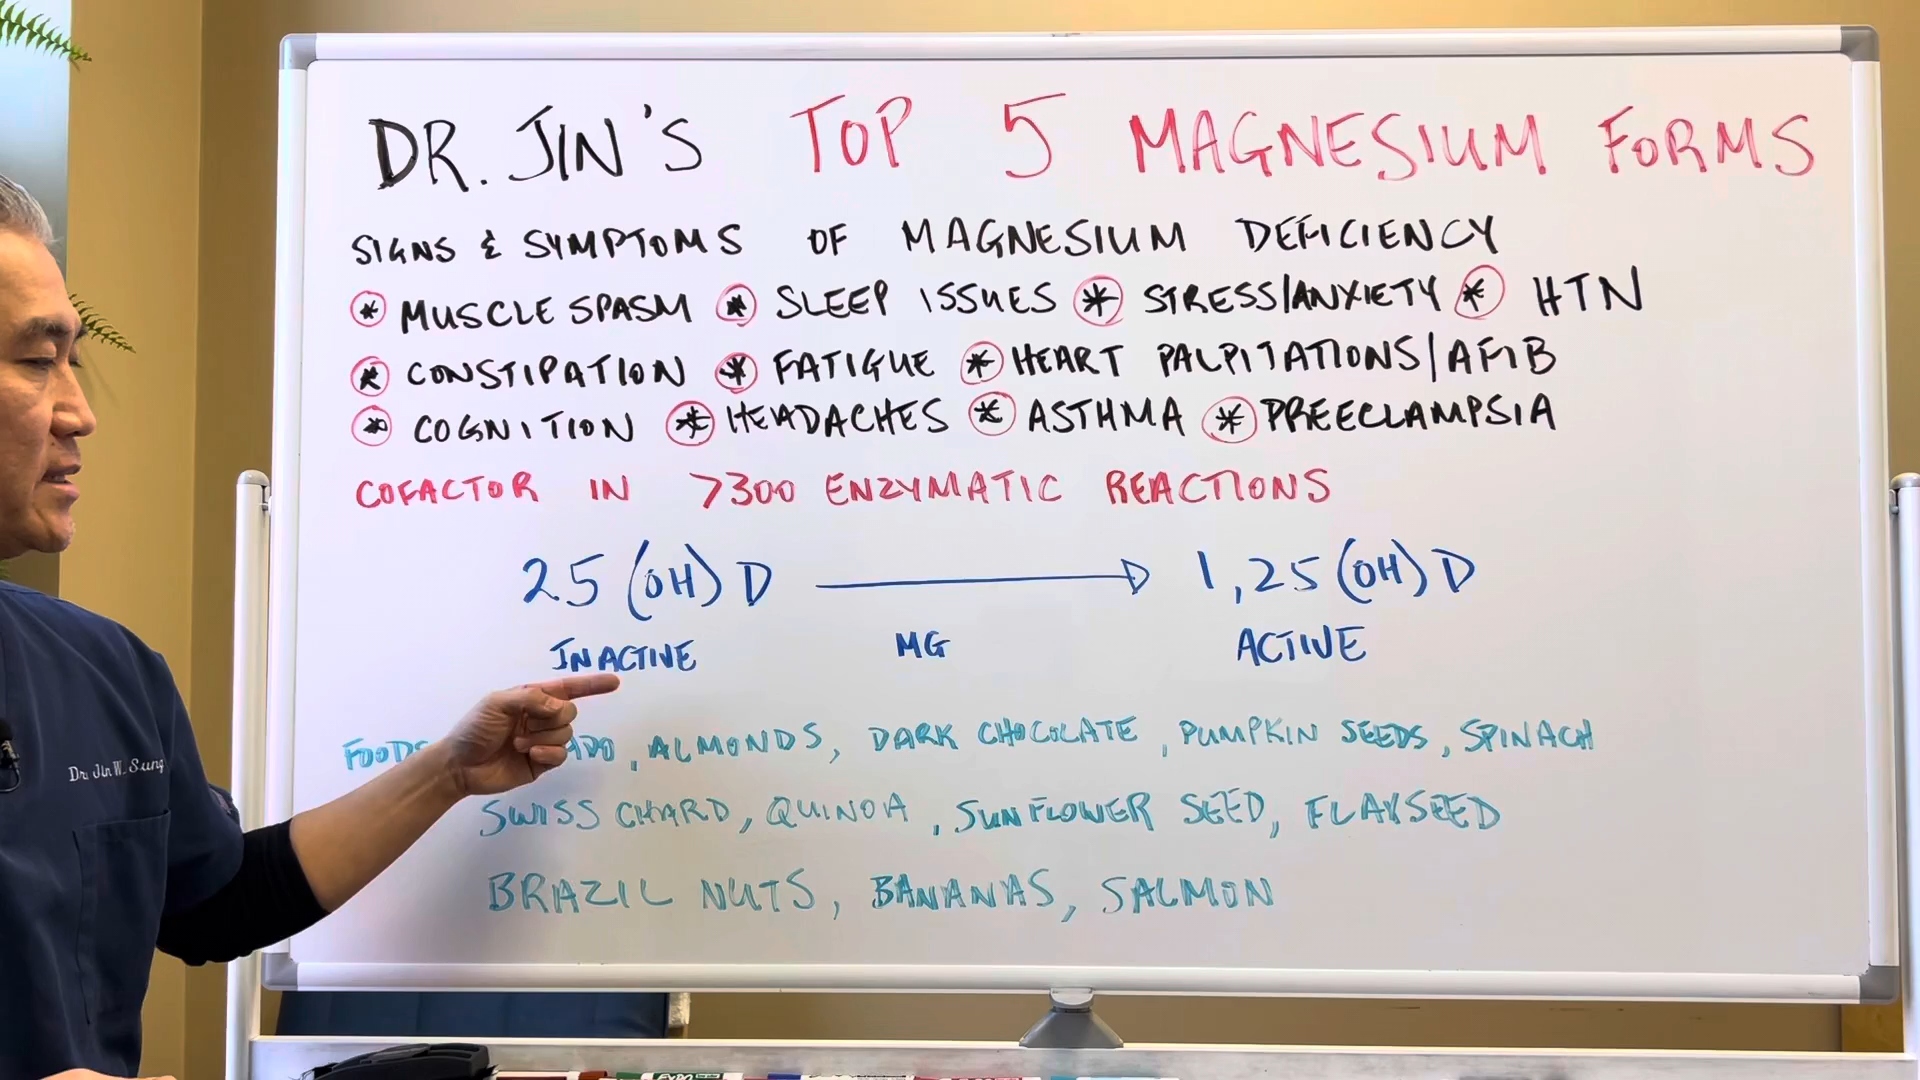 DR. JIN'S TOP 5 MAGNESIUM FORMS
SIGNS & SYMPTOMS OF MAGNESIUM DEFICIENCY
* MUSCLE SPASM * SLEEP ISSUES * STRESS/ANXIETY * HTN
* CONSTIPATION * FATIGUE * HEART PALPITATIONS/AFIB
* COGNITION * HEADACHES * ASTHMA * PREECLAMPSIA
COFACTOR IN >300 ENZYMATIC REACTIONS
25 (OH) D → 1,25 (OH) D
INACTIVE MG ACTIVE
FOODS ADO, ALMONDS, DARK CHOCOLATE, PUMPKIN SEEDS, SPINACH
SWISS CHARD, QUINOA, SUNFLOWER SEED, FLAXSEED
BRAZIL NUTS, BANANAS, SALMON
Dr. Jin W. Sung
EXPO